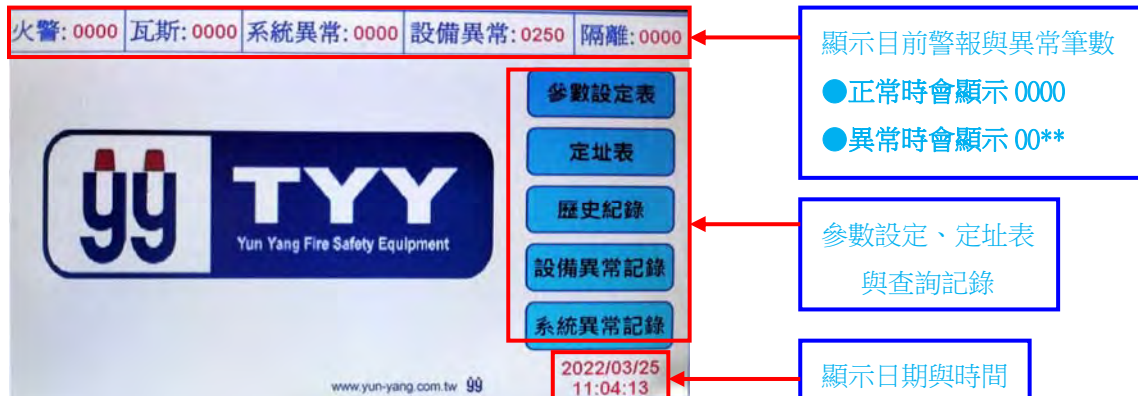 火警: 0000 瓦斯: 0000 系統異常: 0000 設備異常: 0250 隔離: 0000
顯示目前警報與異常筆數
●正常時會顯示 0000
●異常時會顯示 00**
參數設定表
定址表
歷史紀錄
設備異常記錄
系統異常記錄
yy TYY
Yun Yang Fire Safety Equipment
參數設定、定址表
與查詢記錄
2022/03/25
11:04:13
www.yun-yang.com.tw yy
顯示日期與時間